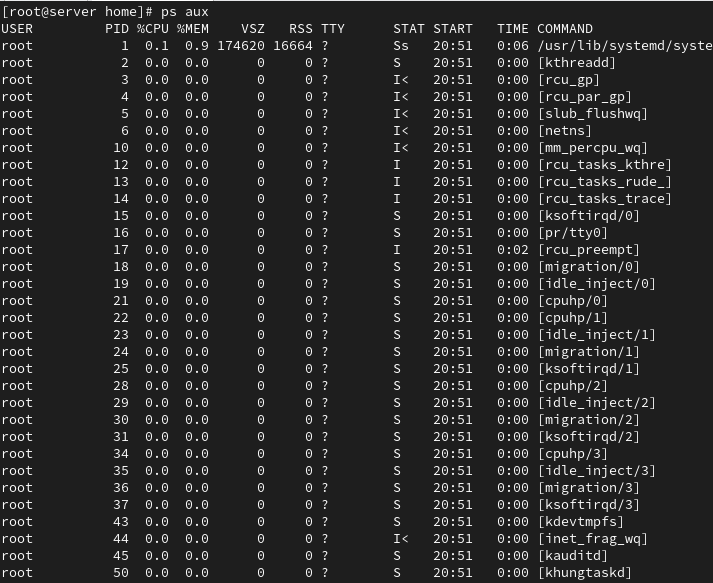 [root@server home]# ps aux
USER         PID %CPU %MEM    VSZ   RSS TTY      STAT START   TIME COMMAND
root           1  0.1  0.9 174620 16664 ?        Ss   20:51   0:06 /usr/lib/systemd/syste
root           2  0.0  0.0      0     0 ?        S    20:51   0:00 [kthreadd]
root           3  0.0  0.0      0     0 ?        I<   20:51   0:00 [rcu_gp]
root           4  0.0  0.0      0     0 ?        I<   20:51   0:00 [rcu_par_gp]
root           5  0.0  0.0      0     0 ?        I<   20:51   0:00 [slub_flushwq]
root           6  0.0  0.0      0     0 ?        I<   20:51   0:00 [netns]
root          10  0.0  0.0      0     0 ?        I<   20:51   0:00 [mm_percpu_wq]
root          12  0.0  0.0      0     0 ?        I    20:51   0:00 [rcu_tasks_kthre]
root          13  0.0  0.0      0     0 ?        I    20:51   0:00 [rcu_tasks_rude_]
root          14  0.0  0.0      0     0 ?        I    20:51   0:00 [rcu_tasks_trace]
root          15  0.0  0.0      0     0 ?        S    20:51   0:00 [ksoftirqd/0]
root          16  0.0  0.0      0     0 ?        S    20:51   0:00 [pr/tty0]
root          17  0.0  0.0      0     0 ?        I    20:51   0:02 [rcu_preempt]
root          18  0.0  0.0      0     0 ?        S    20:51   0:00 [migration/0]
root          19  0.0  0.0      0     0 ?        S    20:51   0:00 [idle_inject/0]
root          21  0.0  0.0      0     0 ?        S    20:51   0:00 [cpuhp/0]
root          22  0.0  0.0      0     0 ?        S    20:51   0:00 [cpuhp/1]
root          23  0.0  0.0      0     0 ?        S    20:51   0:00 [idle_inject/1]
root          24  0.0  0.0      0     0 ?        S    20:51   0:00 [migration/1]
root          25  0.0  0.0      0     0 ?        S    20:51   0:00 [ksoftirqd/1]
root          28  0.0  0.0      0     0 ?        S    20:51   0:00 [cpuhp/2]
root          29  0.0  0.0      0     0 ?        S    20:51   0:00 [idle_inject/2]
root          30  0.0  0.0      0     0 ?        S    20:51   0:00 [migration/2]
root          31  0.0  0.0      0     0 ?        S    20:51   0:00 [ksoftirqd/2]
root          34  0.0  0.0      0     0 ?        S    20:51   0:00 [cpuhp/3]
root          35  0.0  0.0      0     0 ?        S    20:51   0:00 [idle_inject/3]
root          36  0.0  0.0      0     0 ?        S    20:51   0:00 [migration/3]
root          37  0.0  0.0      0     0 ?        S    20:51   0:00 [ksoftirqd/3]
root          43  0.0  0.0      0     0 ?        S    20:51   0:00 [kdevtmpfs]
root          44  0.0  0.0      0     0 ?        I<   20:51   0:00 [inet_frag_wq]
root          45  0.0  0.0      0     0 ?        S    20:51   0:00 [kauditd]
root          50  0.0  0.0      0     0 ?        S    20:51   0:00 [khungtaskd]